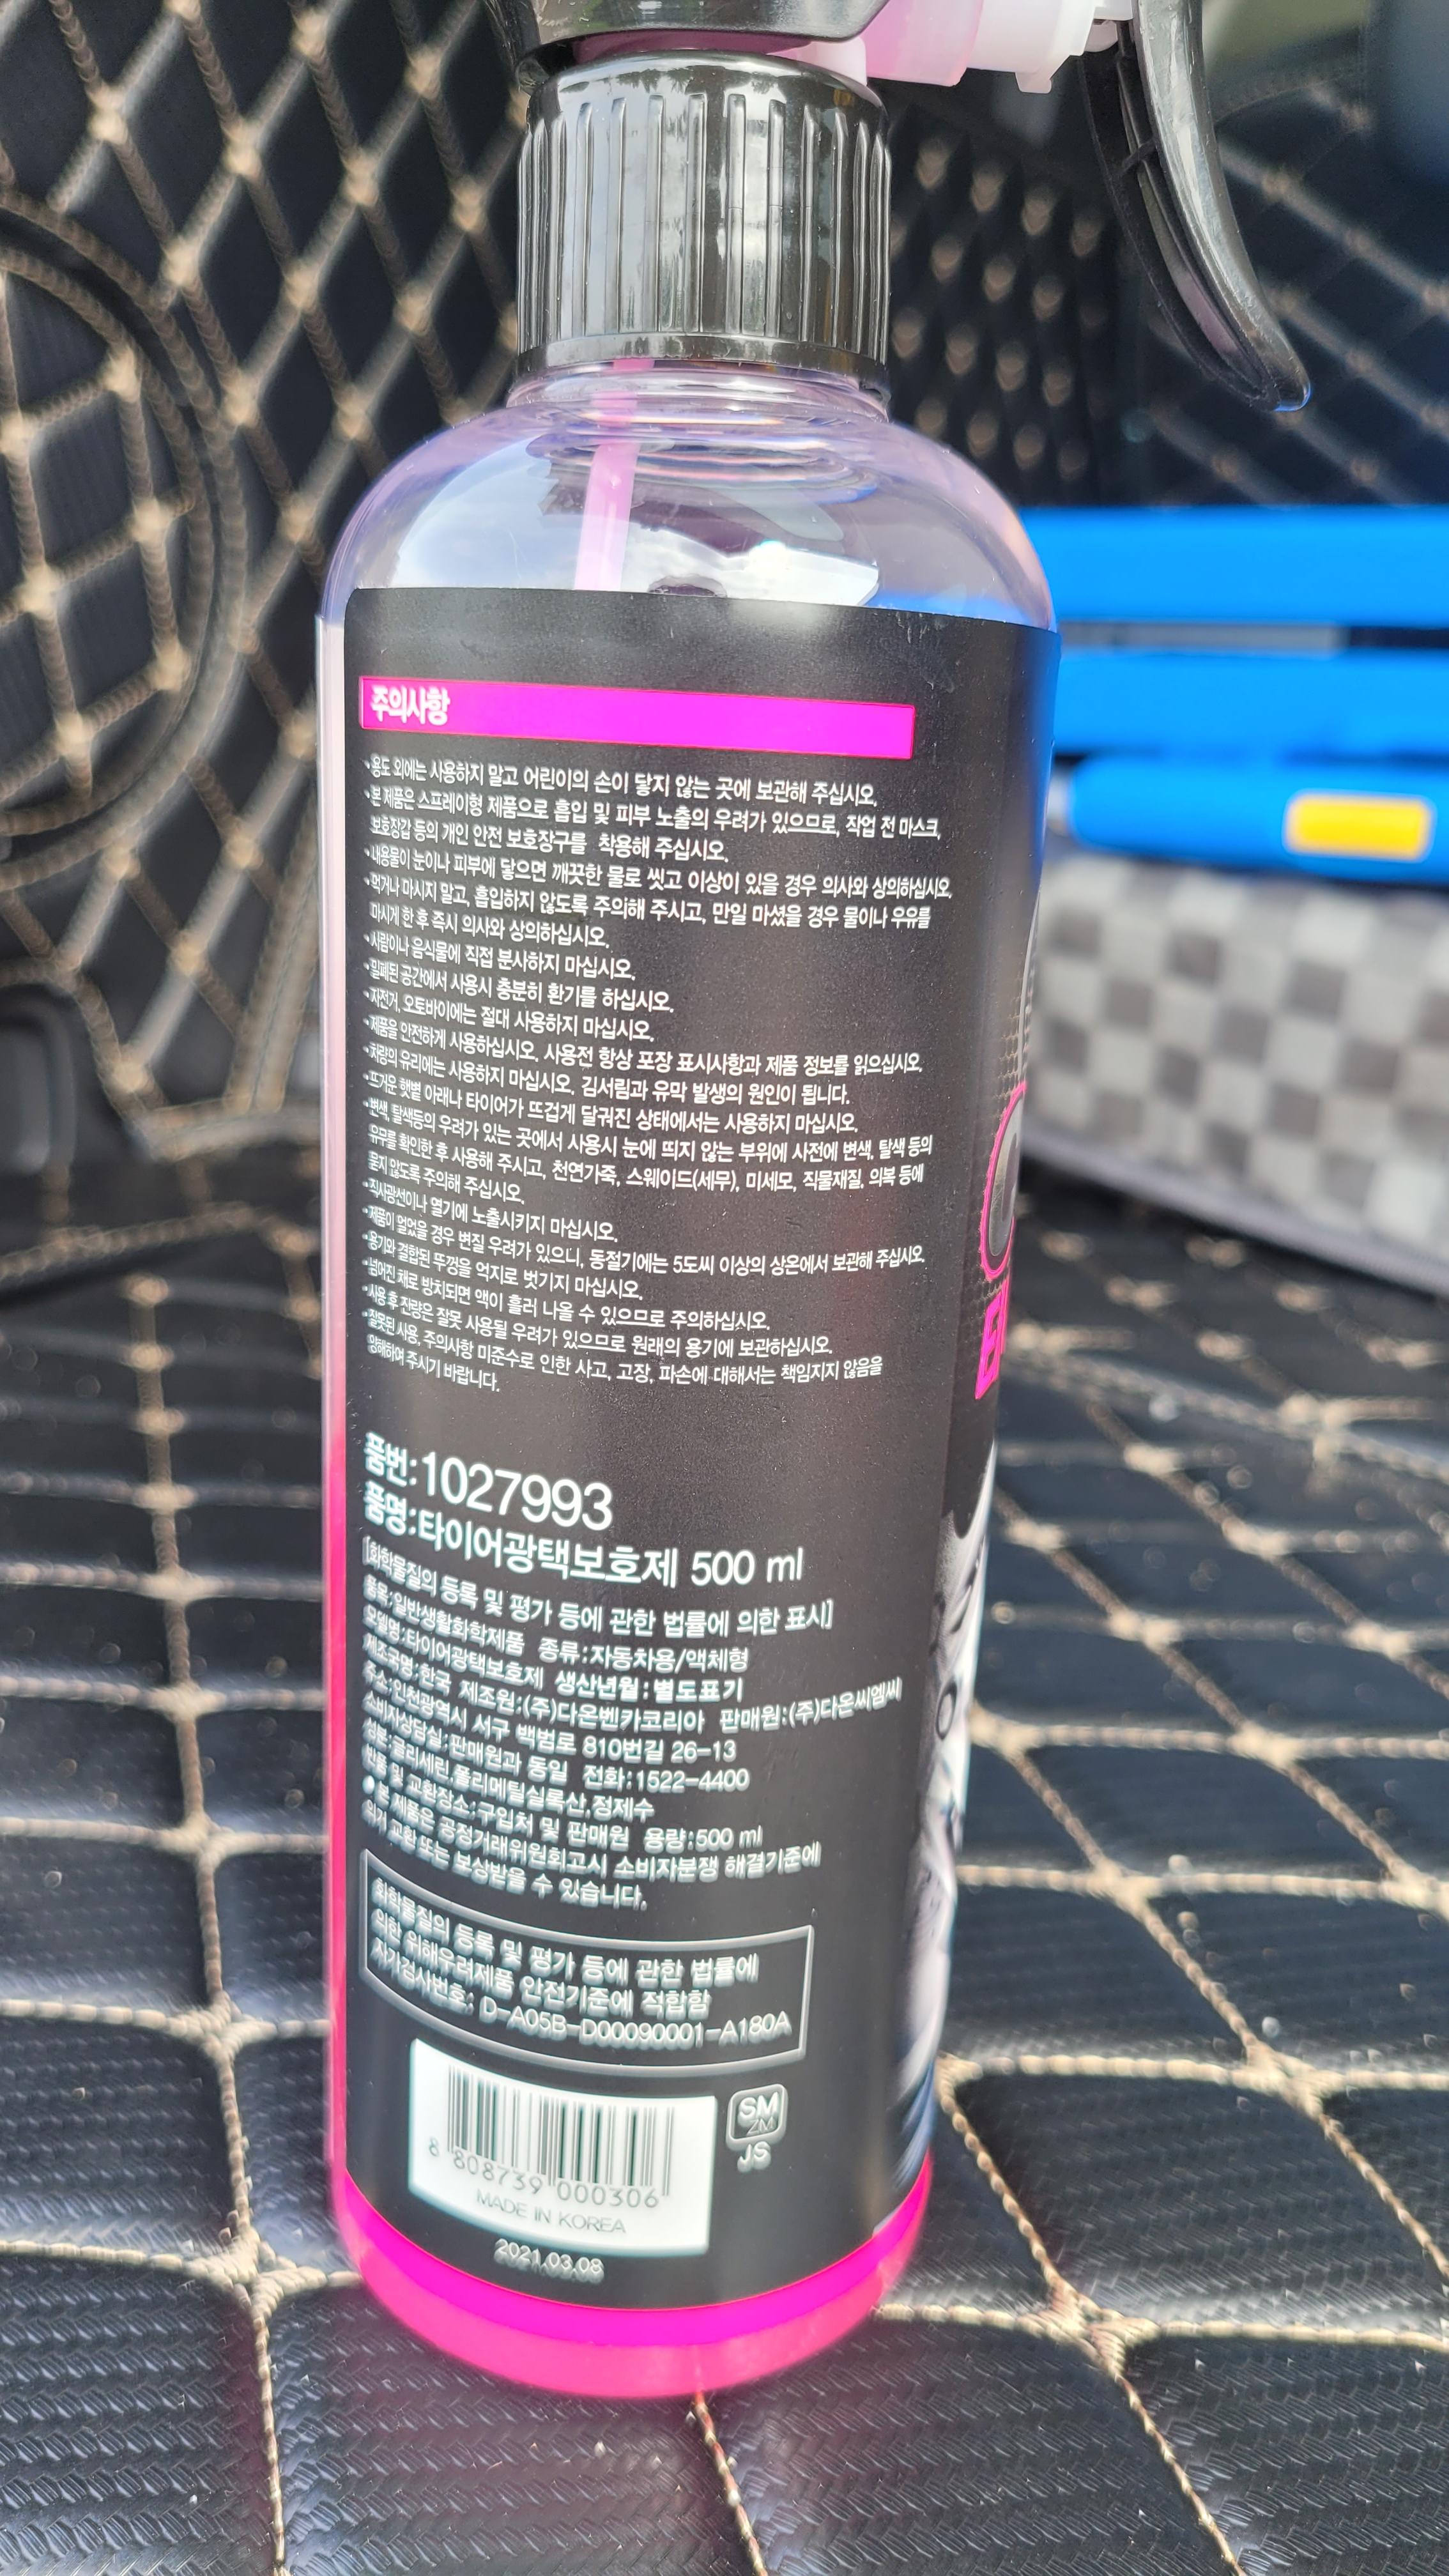 주의사항
·용도 외에는 사용하지 말고 어린이의 손이 닿지 않는 곳에 보관해 주십시오.
·본 제품은 스프레이형 제품으로 흡입 및 피부 노출의 우려가 있으므로, 작업 전 마스크,
보호장갑 등의 개인 안전 보호장구를 착용해 주십시오.
·내용물이 눈이나 피부에 닿으면 깨끗한 물로 씻고 이상이 있을 경우 의사와 상의하십시오.
·먹거나 마시지 말고, 흡입하지 않도록 주의해 주시고, 만일 마셨을 경우 물이나 우유를
마시게 한 후 즉시 의사와 상의하십시오.
·사람이나 음식물에 직접 분사하지 마십시오.
·밀폐된 공간에서 사용시 충분히 환기를 하십시오.
·자전거, 오토바이에는 절대 사용하지 마십시오.
·제품을 안전하게 사용하십시오. 사용전 항상 포장 표시사항과 제품 정보를 읽으십시오.
·차량의 유리에는 사용하지 마십시오. 김서림과 유막 발생의 원인이 됩니다.
·뜨거운 햇볕 아래나 타이어가 뜨겁게 달궈진 상태에서는 사용하지 마십시오.
·변색, 탈색등의 우려가 있는 곳에서 사용시 눈에 띄지 않는 부위에 사전에 변색, 탈색 등의
유무를 확인한 후 사용해 주시고, 천연가죽, 스웨이드(세무), 미세모, 직물재질, 의복 등에
묻지 않도록 주의해 주십시오.
·직사광선이나 열기에 노출시키지 마십시오.
·제품이 얼었을 경우 변질 우려가 있으니, 동절기에는 5도씨 이상의 상온에서 보관해 주십시오.
·용기와 결합된 뚜껑을 억지로 벗기지 마십시오.
·넘어진 채로 방치되면 액이 흘러 나올 수 있으므로 주의하십시오.
·사용 후 잔량은 잘못 사용될 우려가 있으므로 원래의 용기에 보관하십시오.
·잘못된 사용, 주의사항 미준수로 인한 사고, 고장, 파손에 대해서는 책임지지 않음을
양해하여 주시기 바랍니다.
품번:1027993
품명:타이어광택보호제 500 ml
[화학물질의 등록 및 평가 등에 관한 법률에 의한 표시]
품목:일반생활화학제품 종류:자동차용/액체형
모델명:타이어광택보호제 생산년월:별도표기
제조국명:한국 제조원:(주)다온벤카코리아 판매원:(주)다온씨엠씨
주소:인천광역시 서구 백범로 810번길 26-13
소비자상담실:판매원과 동일 전화:1522-4400
성분:글리세린,폴리메틸실록산,정제수
반품 및 교환장소:구입처 및 판매원 용량:500 ml
●본 제품은 공정거래위원회고시 소비자분쟁 해결기준에
의거 교환 또는 보상받을 수 있습니다.
화학물질의 등록 및 평가 등에 관한 법률에
의한 위해우려제품 안전기준에 적합함
자가검사번호: D-A05B-D00090001-A180A
8 808739 000306
MADE IN KOREA
SM
ZM
JS
2021.03.08